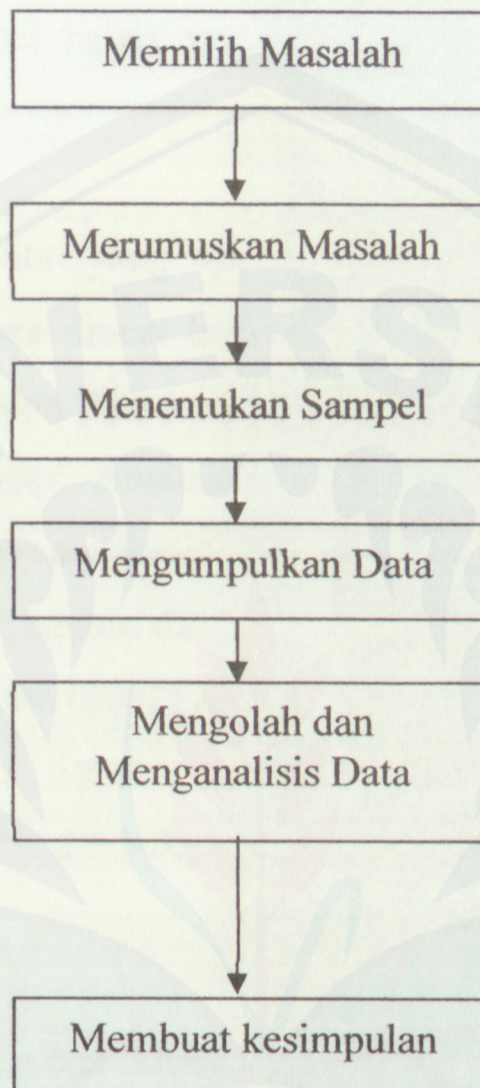 Memilih Masalah
Merumuskan Masalah
Menentukan Sampel
Mengumpulkan Data
Mengolah dan
Menganalisis Data
Membuat kesimpulan